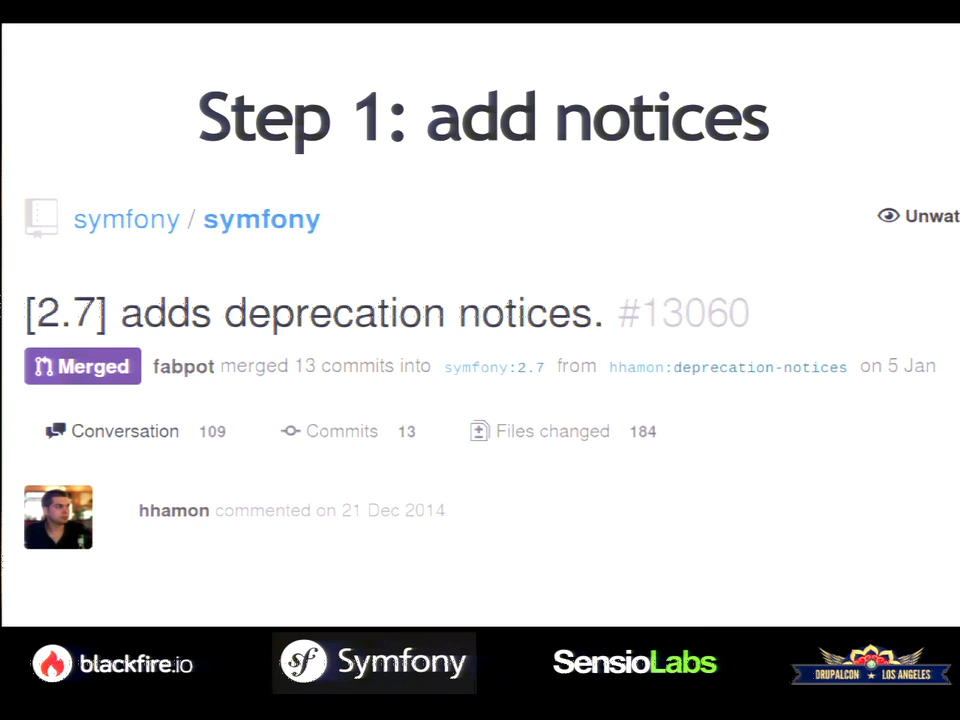 Step 1: add notices
symfony / symfony
Unwat
[2.7] adds deprecation notices. #13060
Merged fabpot merged 13 commits into symfony:2.7 from hhamon:deprecation-notices on 5 Jan
Conversation 109 Commits 13 Files changed 184
hhamon commented on 21 Dec 2014
blackfire.io sf Symfony SensioLabs DRUPALCON ★ LOS ANGELES